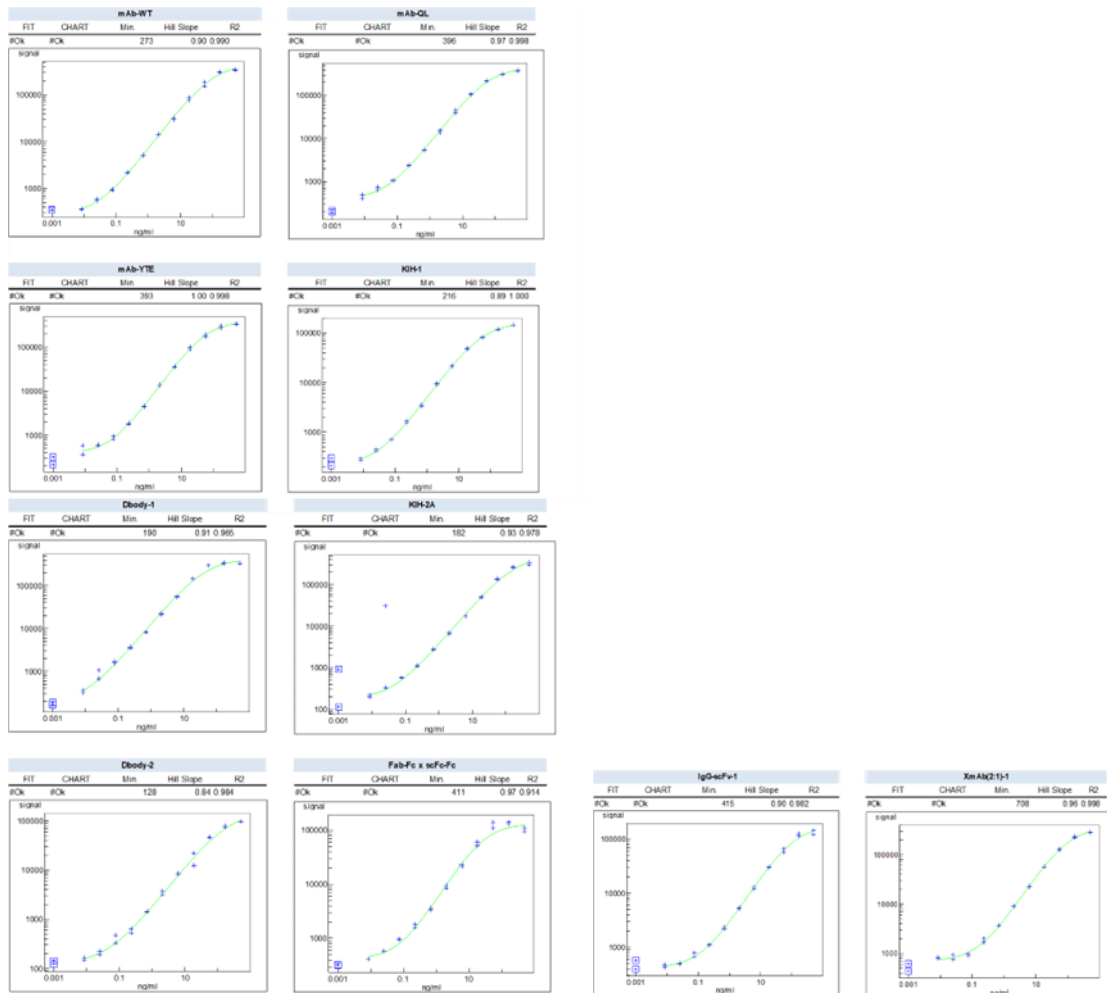 mAb-WT
FIT CHART Min. Hill Slope R2
#Ok #Ok 273 0.90 0.990
signal
100000
10000
1000
0.001 0.1 10
ng/ml
mAb-QL
FIT CHART Min. Hill Slope R2
#Ok #Ok 396 0.97 0.998
signal
100000
10000
1000
0.001 0.1 10
ng/ml
mAb-YTE
FIT CHART Min. Hill Slope R2
#Ok #Ok 393 1.00 0.998
signal
100000
10000
1000
0.001 0.1 10
ng/ml
KIH-1
FIT CHART Min. Hill Slope R2
#Ok #Ok 216 0.89 1.000
signal
100000
10000
1000
0.001 0.1 10
ng/ml
Dbody-1
FIT CHART Min. Hill Slope R2
#Ok #Ok 190 0.91 0.985
signal
100000
10000
1000
0.001 0.1 10
ng/ml
KIH-2A
FIT CHART Min. Hill Slope R2
#Ok #Ok 182 0.93 0.978
signal
100000
10000
1000
100
0.001 0.1 10
ng/ml
Dbody-2
FIT CHART Min. Hill Slope R2
#Ok #Ok 128 0.84 0.984
signal
100000
10000
1000
100
0.001 0.1 10
ng/ml
Fab-Fc x scFc-Fc
FIT CHART Min. Hill Slope R2
#Ok #Ok 411 0.97 0.914
signal
100000
10000
1000
0.001 0.1 10
ng/ml
IgG-scFv-1
FIT CHART Min. Hill Slope R2
#Ok #Ok 415 0.90 0.982
signal
100000
10000
1000
0.001 0.1 10
ng/ml
XmAb(2:1)-1
FIT CHART Min. Hill Slope R2
#Ok #Ok 708 0.96 0.998
signal
100000
10000
1000
0.001 0.1 10
ng/ml